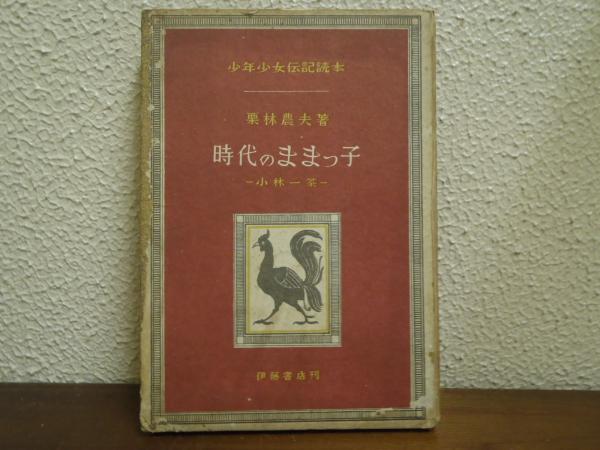 少年少女伝記読本
栗林農夫著
時代のままっ子
－小林一茶－
伊藤書店刊